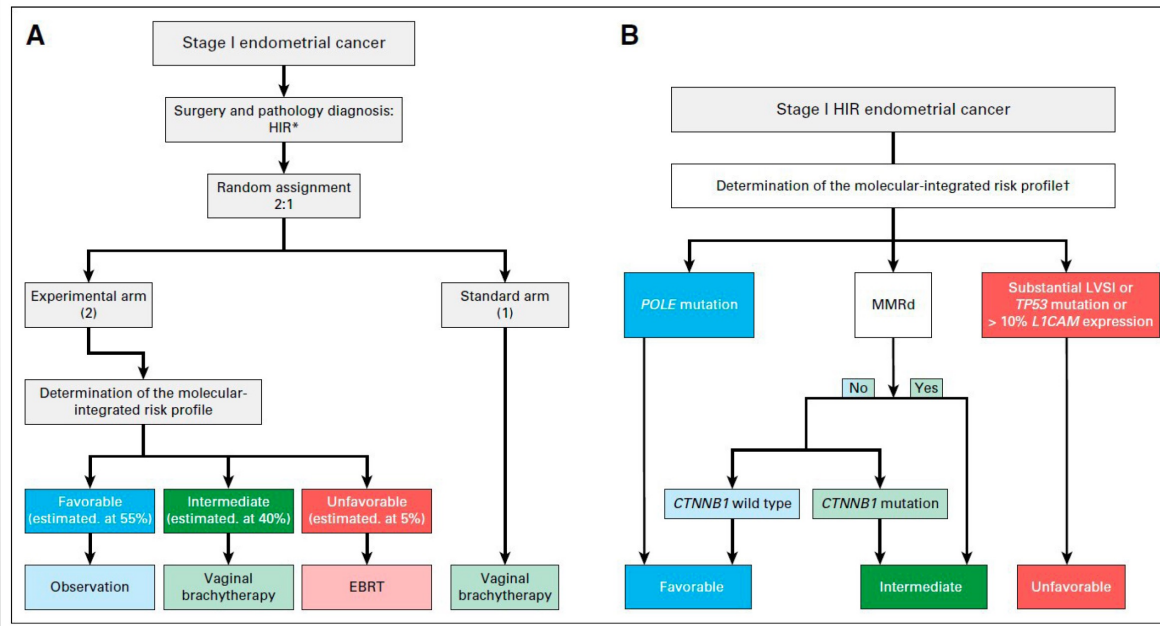 A
Stage I endometrial cancer
Surgery and pathology diagnosis:
HIR*
Random assignment
2:1
Experimental arm
(2)
Standard arm
(1)
Determination of the molecular-
integrated risk profile
Favorable
(estimated. at 55%)
Intermediate
(estimated. at 40%)
Unfavorable
(estimated. at 5%)
Observation
Vaginal
brachytherapy
EBRT
Vaginal
brachytherapy
B
Stage I HIR endometrial cancer
Determination of the molecular-integrated risk profile†
POLE mutation
MMRd
Substantial LVSI or
TP53 mutation or
> 10% L1CAM expression
No
Yes
CTNNB1 wild type
CTNNB1 mutation
Favorable
Intermediate
Unfavorable